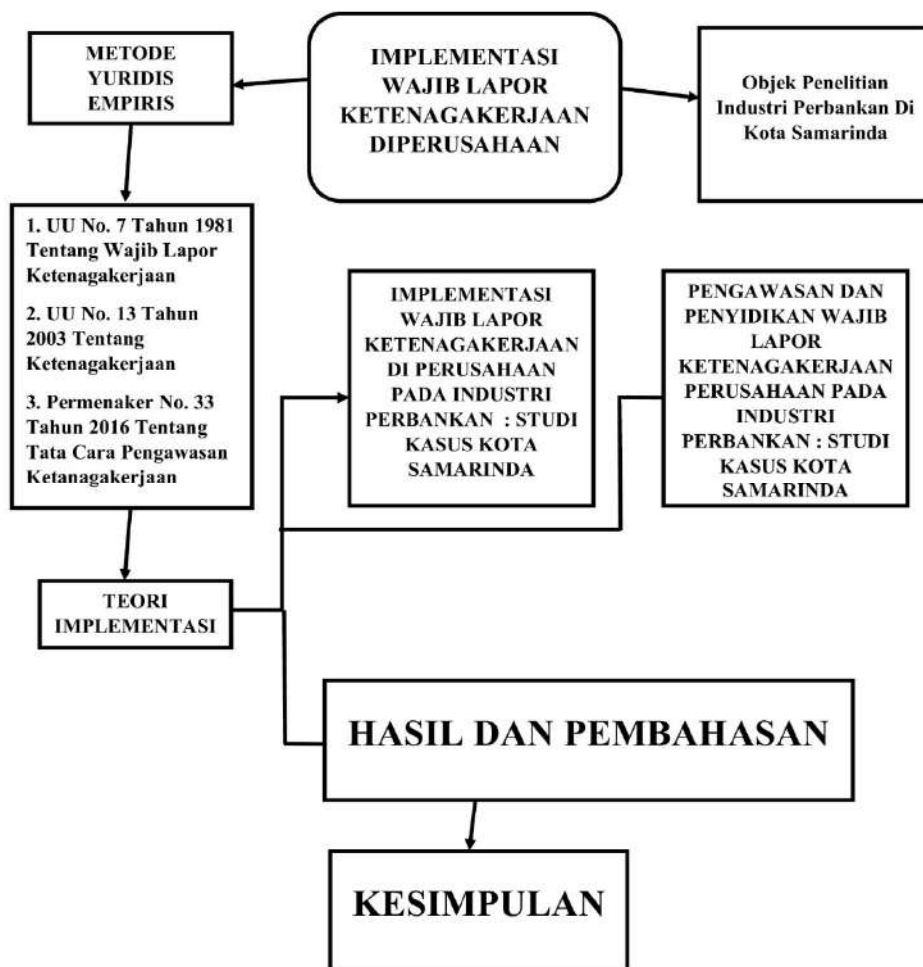 METODE
YURIDIS
EMPIRIS
IMPLEMENTASI
WAJIB LAPOR
KETENAGAKERJAAN
DIPERUSAHAAN
Objek Penelitian
Industri Perbankan Di
Kota Samarinda
1. UU No. 7 Tahun 1981
Tentang Wajib Lapor
Ketenagakerjaan
2. UU No. 13 Tahun
2003 Tentang
Ketenagakerjaan
3. Permenaker No. 33
Tahun 2016 Tentang
Tata Cara Pengawasan
Ketanagakerjaan
IMPLEMENTASI
WAJIB LAPOR
KETENAGAKERJAAN
DI PERUSAHAAN
PADA INDUSTRI
PERBANKAN : STUDI
KASUS KOTA
SAMARINDA
PENGAWASAN DAN
PENYIDIKAN WAJIB
LAPOR
KETENAGAKERJAAN
PERUSAHAAN PADA
INDUSTRI
PERBANKAN : STUDI
KASUS KOTA
SAMARINDA
TEORI
IMPLEMENTASI
HASIL DAN PEMBAHASAN
KESIMPULAN